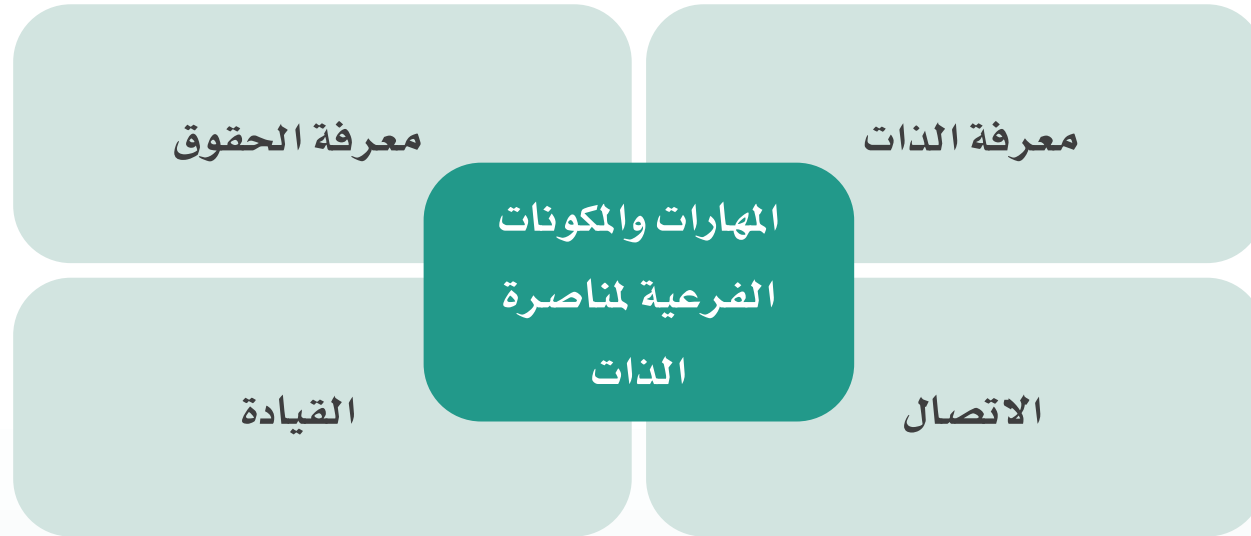 معرفة الذات
معرفة الحقوق
المهارات والمكونات
الفرعية لمناصرة
الذات
الاتصال
القيادة